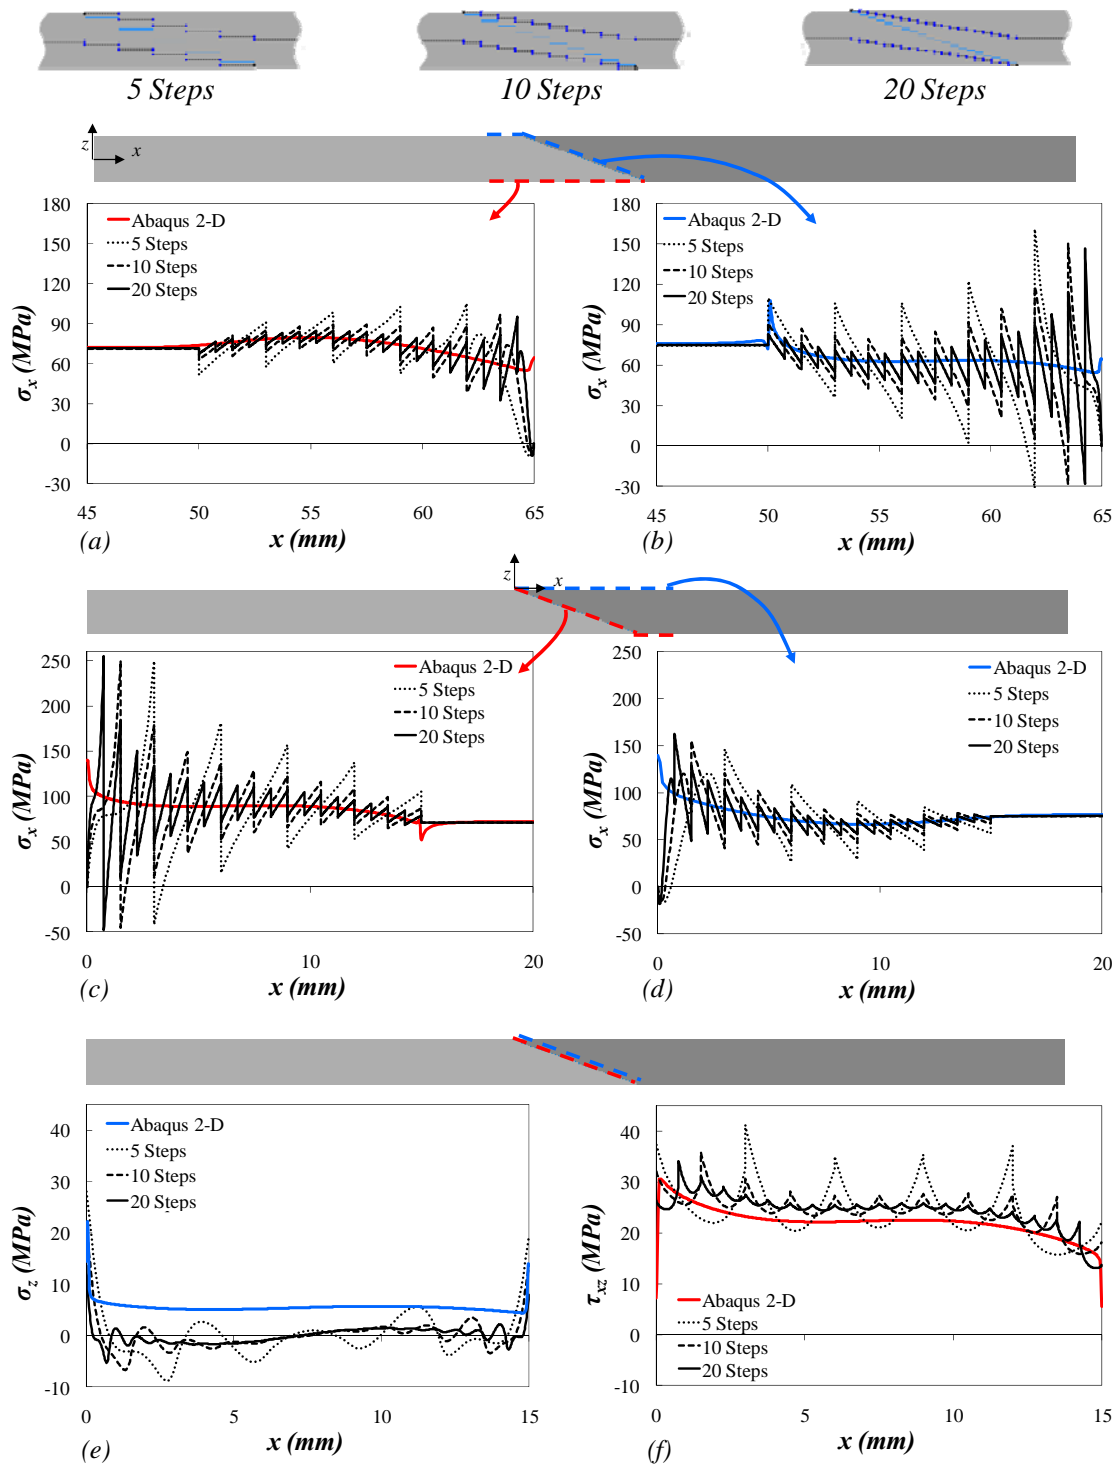 5 Steps
10 Steps
20 Steps
z
x
180
150
120
90
60
30
0
-30
σx (MPa)
Abaqus 2-D
5 Steps
10 Steps
20 Steps
45
50
55
60
65
(a)
x (mm)
180
150
120
90
60
30
0
-30
σx (MPa)
Abaqus 2-D
5 Steps
10 Steps
20 Steps
45
50
55
60
65
(b)
x (mm)
z
x
250
200
150
100
50
0
-50
σx (MPa)
Abaqus 2-D
5 Steps
10 Steps
20 Steps
0
10
20
(c)
x (mm)
250
200
150
100
50
0
-50
σx (MPa)
Abaqus 2-D
5 Steps
10 Steps
20 Steps
0
10
20
(d)
x (mm)
40
30
20
10
0
-10
σz (MPa)
Abaqus 2-D
5 Steps
10 Steps
20 Steps
0
5
10
15
(e)
x (mm)
40
30
20
10
0
-10
τxz (MPa)
Abaqus 2-D
5 Steps
10 Steps
20 Steps
0
5
10
15
(f)
x (mm)